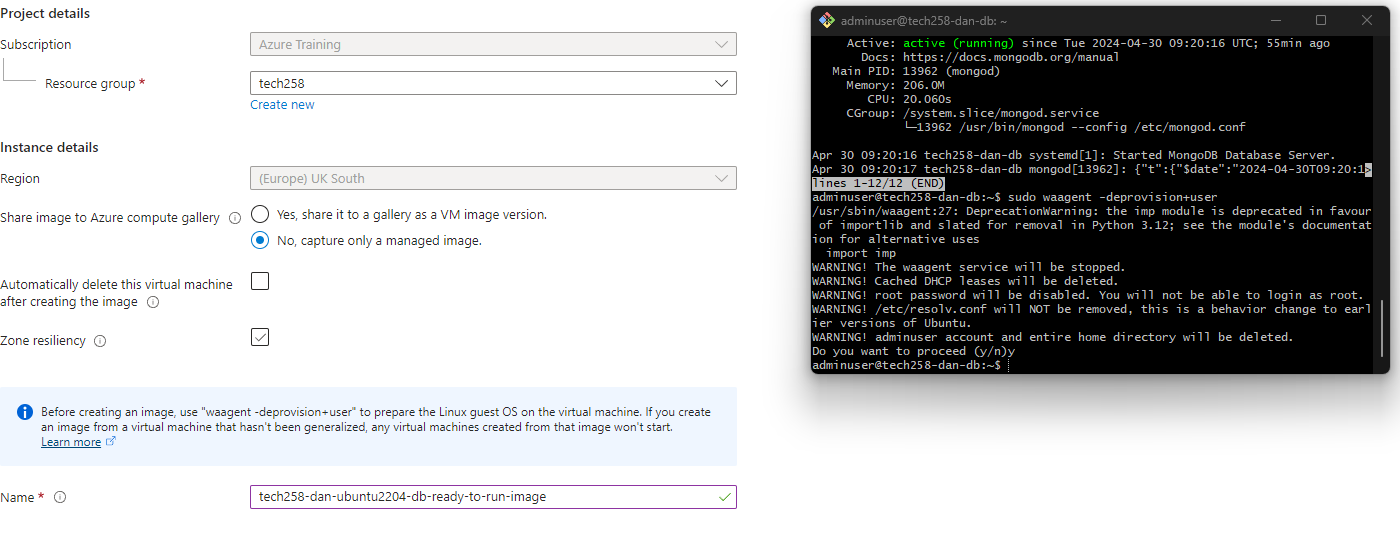 Project details
Subscription
Azure Training
Resource group *
tech258
Create new
Instance details
Region
(Europe) UK South
Share image to Azure compute gallery
Yes, share it to a gallery as a VM image version.
No, capture only a managed image.
Automatically delete this virtual machine
after creating the image
Zone resiliency
Before creating an image, use "waagent -deprovision+user" to prepare the Linux guest OS on the virtual machine. If you create
an image from a virtual machine that hasn't been generalized, any virtual machines created from that image won't start.
Learn more
Name *
tech258-dan-ubuntu2204-db-ready-to-run-image
adminuser@tech258-dan-db: ~
Active: active (running) since Tue 2024-04-30 09:20:16 UTC; 55min ago
Docs: https://docs.mongodb.org/manual
Main PID: 13962 (mongod)
Memory: 206.0M
CPU: 20.060s
CGroup: /system.slice/mongod.service
└─13962 /usr/bin/mongod --config /etc/mongod.conf
Apr 30 09:20:16 tech258-dan-db systemd[1]: Started MongoDB Database Server.
Apr 30 09:20:17 tech258-dan-db mongod[13962]: {"t":{"$date":"2024-04-30T09:20:1>
lines 1-12/12 (END)
adminuser@tech258-dan-db:~$ sudo waagent -deprovision+user
/usr/sbin/waagent:27: DeprecationWarning: the imp module is deprecated in favour
of importlib and slated for removal in Python 3.12; see the module's documentat
ion for alternative uses
import imp
WARNING! The waagent service will be stopped.
WARNING! Cached DHCP leases will be deleted.
WARNING! root password will be disabled. You will not be able to login as root.
WARNING! /etc/resolv.conf will NOT be removed, this is a behavior change to earl
ier versions of Ubuntu.
WARNING! adminuser account and entire home directory will be deleted.
Do you want to proceed (y/n)y
adminuser@tech258-dan-db:~$